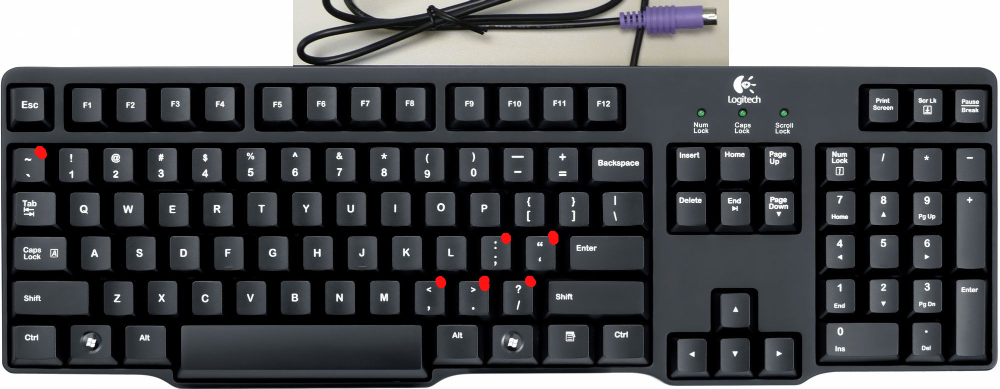 Logitech
Esc F1 F2 F3 F4 F5 F6 F7 F8 F9 F10 F11 F12 Print Screen Scr Lk Pause Break
Num Lock Caps Lock Scroll Lock
~ ` ! 1 @ 2 # 3 $ 4 % 5 ^ 6 & 7 * 8 ( 9 ) 0 — - + = Backspace Insert Home Page Up Num Lock 1 / * -
Tab Q W E R T Y U I O P { [ } ] | \ Delete End Page Down 7 Home 8 9 Pg Up +
Caps Lock A A S D F G H J K L : ; “ ‘ Enter 4 5 6
Shift Z X C V B N M < , > . ? / Shift 1 End 2 3 Pg Dn Enter
Ctrl Alt Alt Ctrl 0 Ins . Del